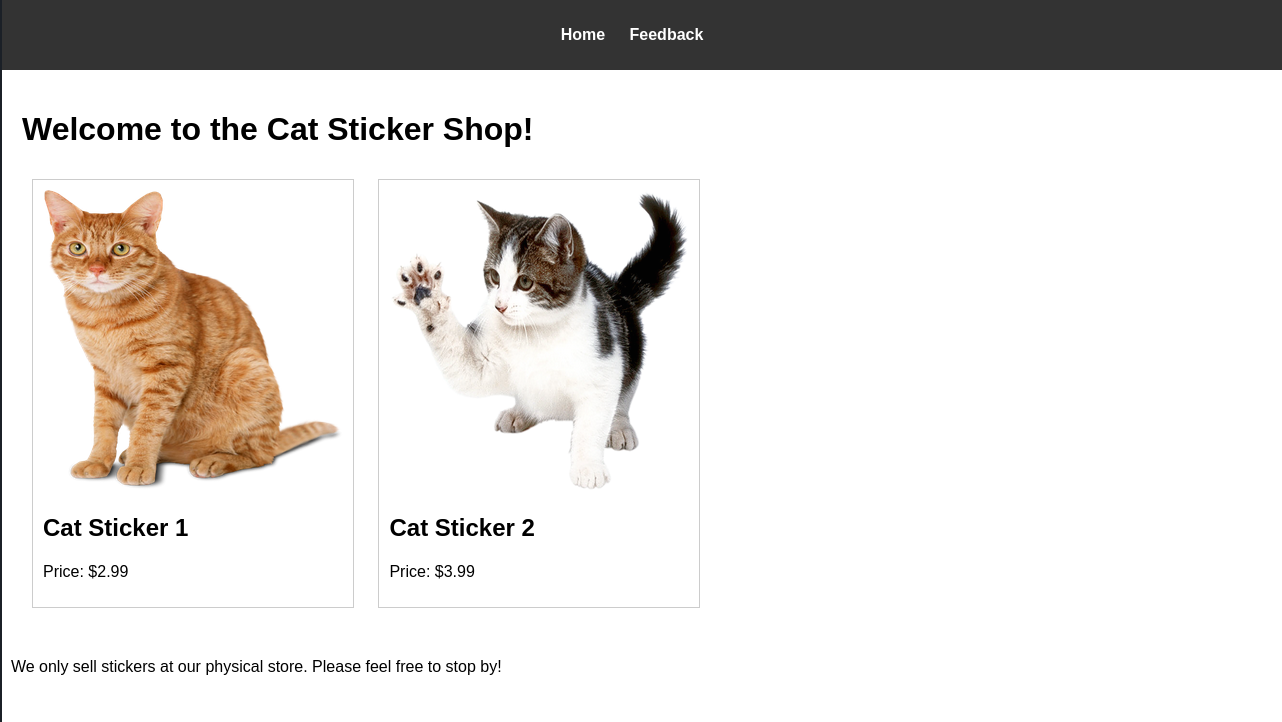 Home Feedback
Welcome to the Cat Sticker Shop!
Cat Sticker 1
Price: $2.99
Cat Sticker 2
Price: $3.99
We only sell stickers at our physical store. Please feel free to stop by!